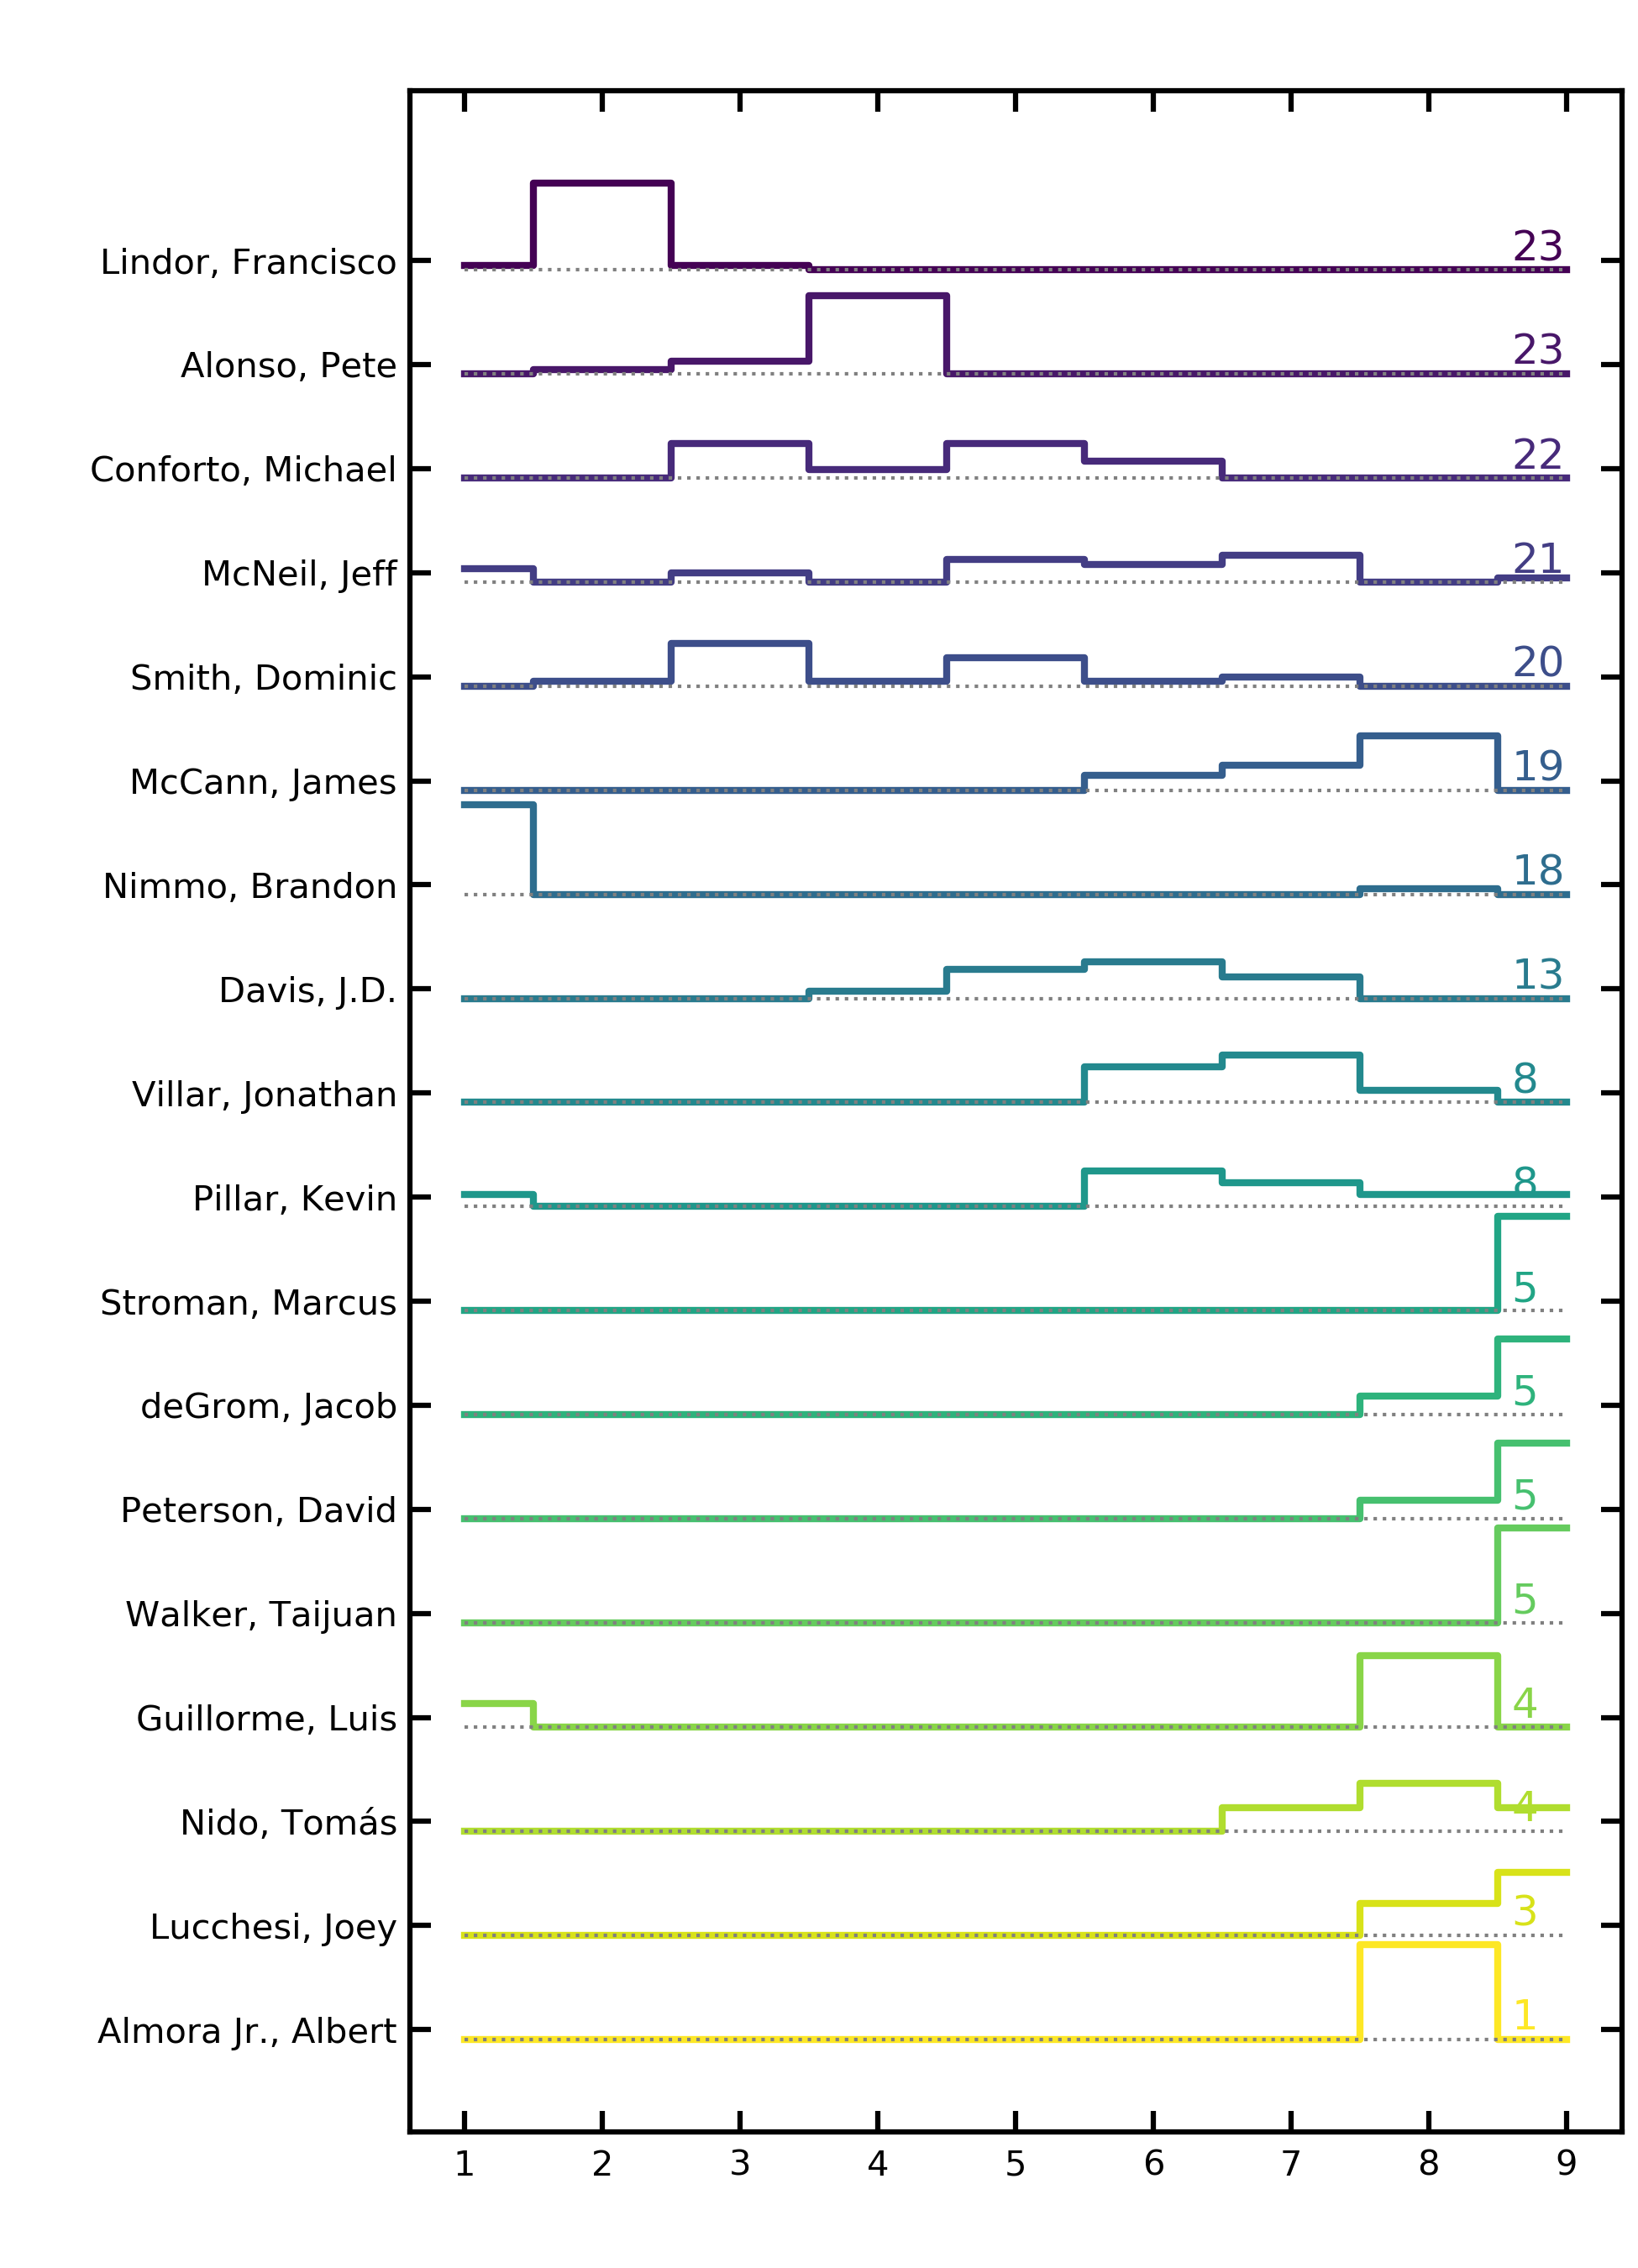 Lindor, Francisco 23
Alonso, Pete 23
Conforto, Michael 22
McNeil, Jeff 21
Smith, Dominic 20
McCann, James 19
Nimmo, Brandon 18
Davis, J.D. 13
Villar, Jonathan 8
Pillar, Kevin 8
Stroman, Marcus 5
deGrom, Jacob 5
Peterson, David 5
Walker, Taijuan 5
Guillorme, Luis 4
Nido, Tomás 4
Lucchesi, Joey 3
Almora Jr., Albert 1
1 2 3 4 5 6 7 8 9